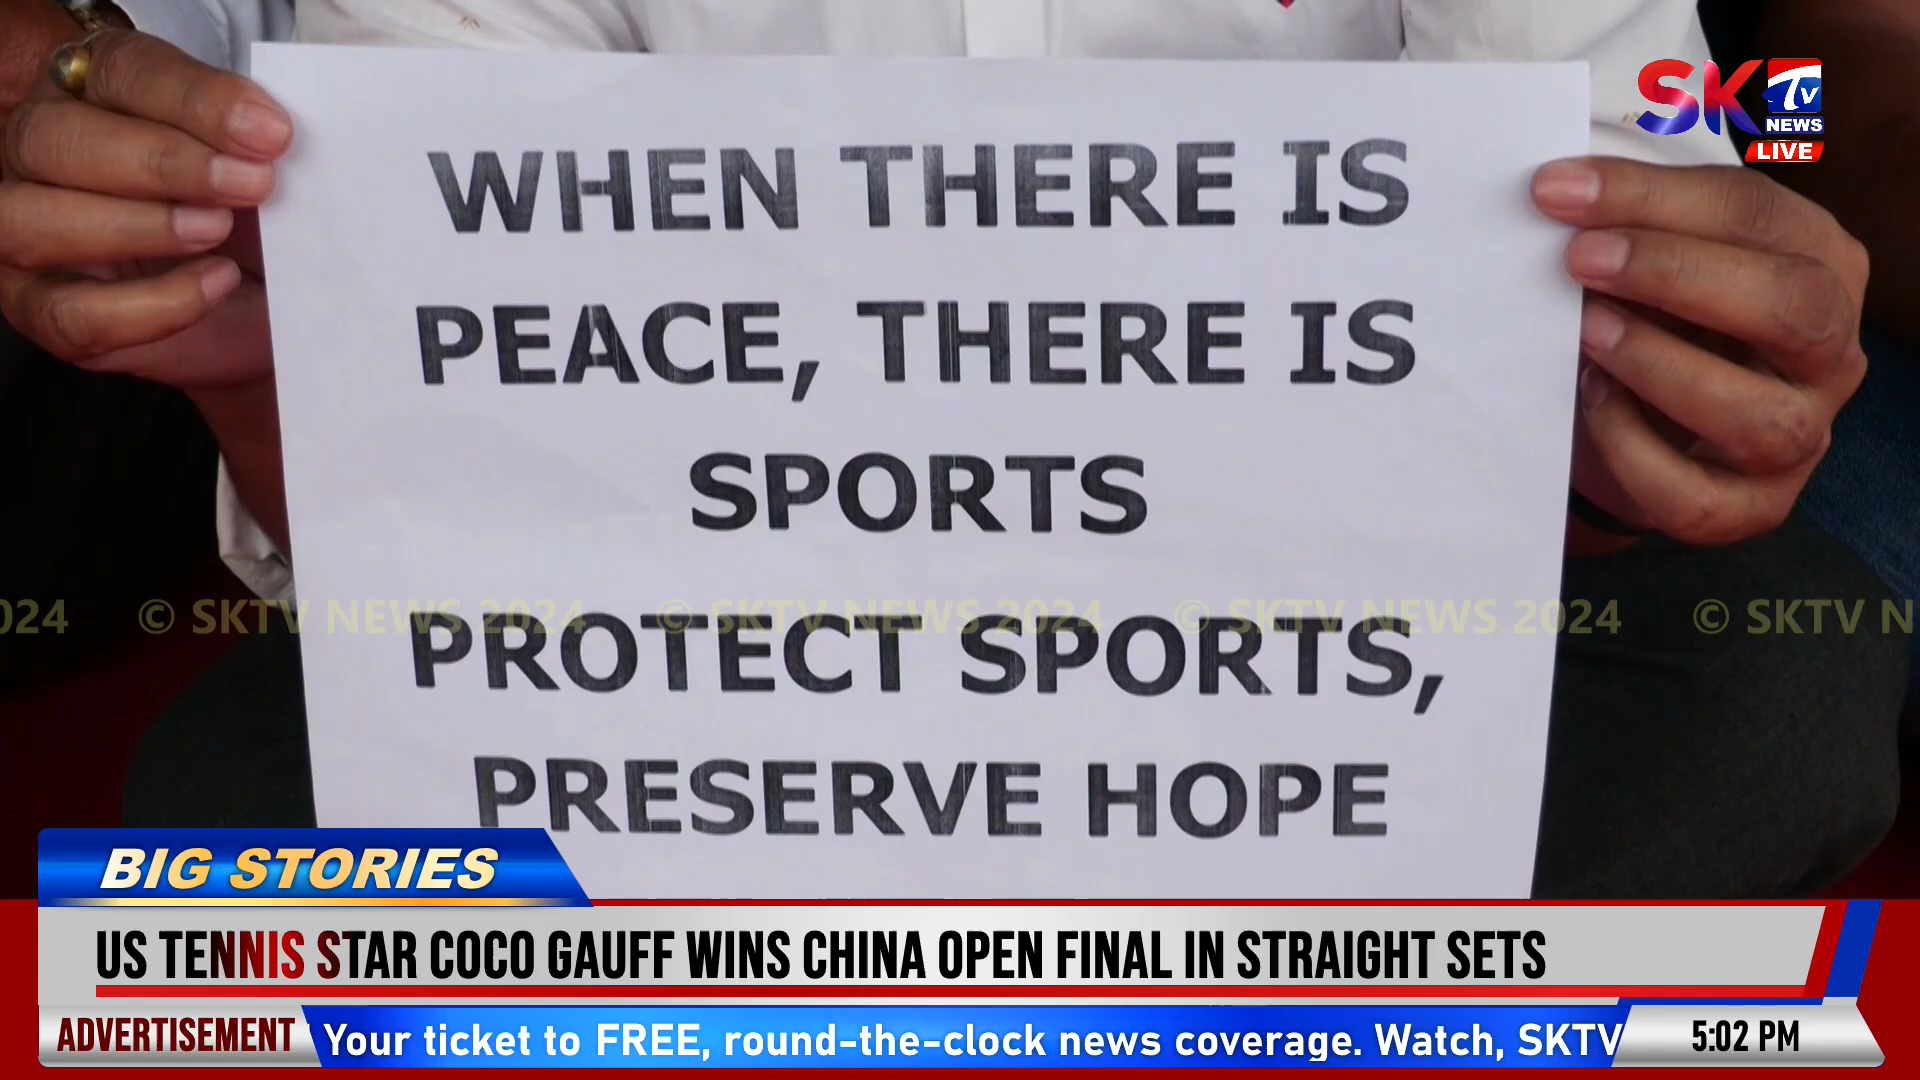 SK TV
NEWS
LIVE
WHEN THERE IS
PEACE, THERE IS
SPORTS
024 © SKTV NEWS 2024 © SKTV NEWS 2024 © SKTV NEWS 2024 © SKTV N
PROTECT SPORTS,
PRESERVE HOPE
BIG STORIES
US TENNIS STAR COCO GAUFF WINS CHINA OPEN FINAL IN STRAIGHT SETS
ADVERTISEMENT Your ticket to FREE, round-the-clock news coverage. Watch, SKTV 5:02 PM